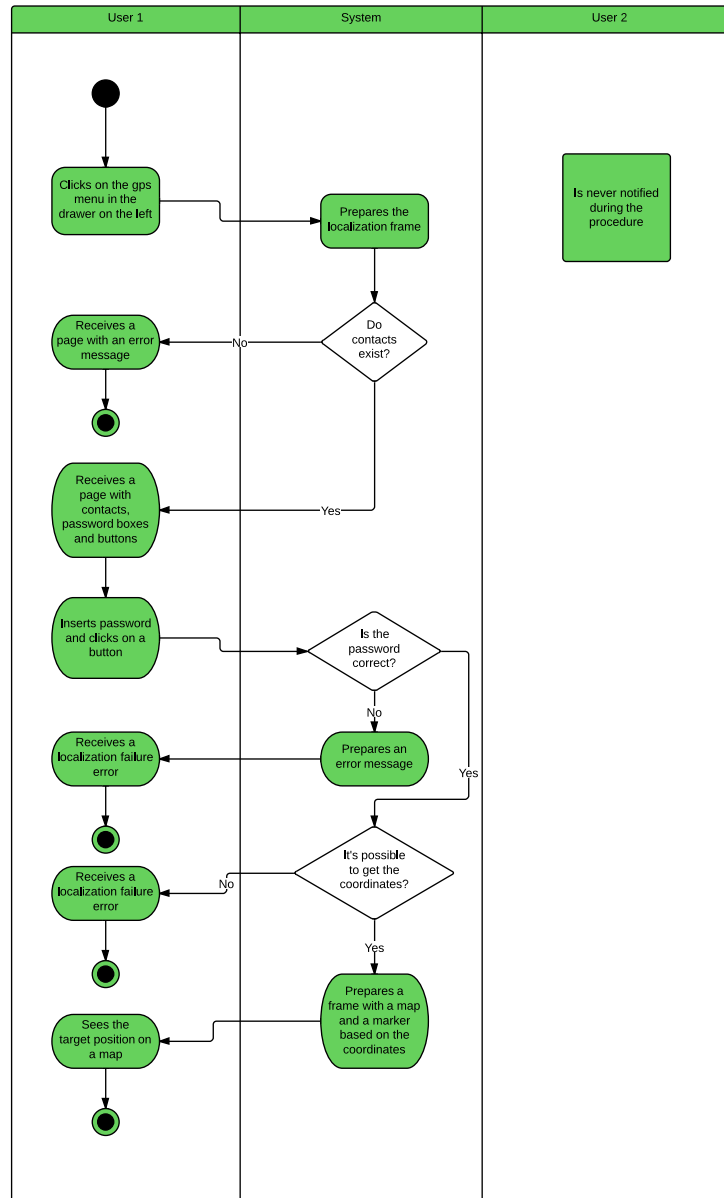 User 1
System
User 2
Clicks on the gps
menu in the
drawer on the left
Prepares the
localization frame
Is never notified
during the
procedure
Receives a
page with an error
message
No
Do
contacts
exist?
Receives a
page with
contacts,
password boxes
and buttons
Yes
Inserts password
and clicks on a
button
Is the
password
correct?
No
Receives a
localization failure
error
Prepares an
error message
Yes
Receives a
localization failure
error
No
It's possible
to get the
coordinates?
Yes
Prepares a
frame with a map
and a marker
based on the
coordinates
Sees the
target position on
a map